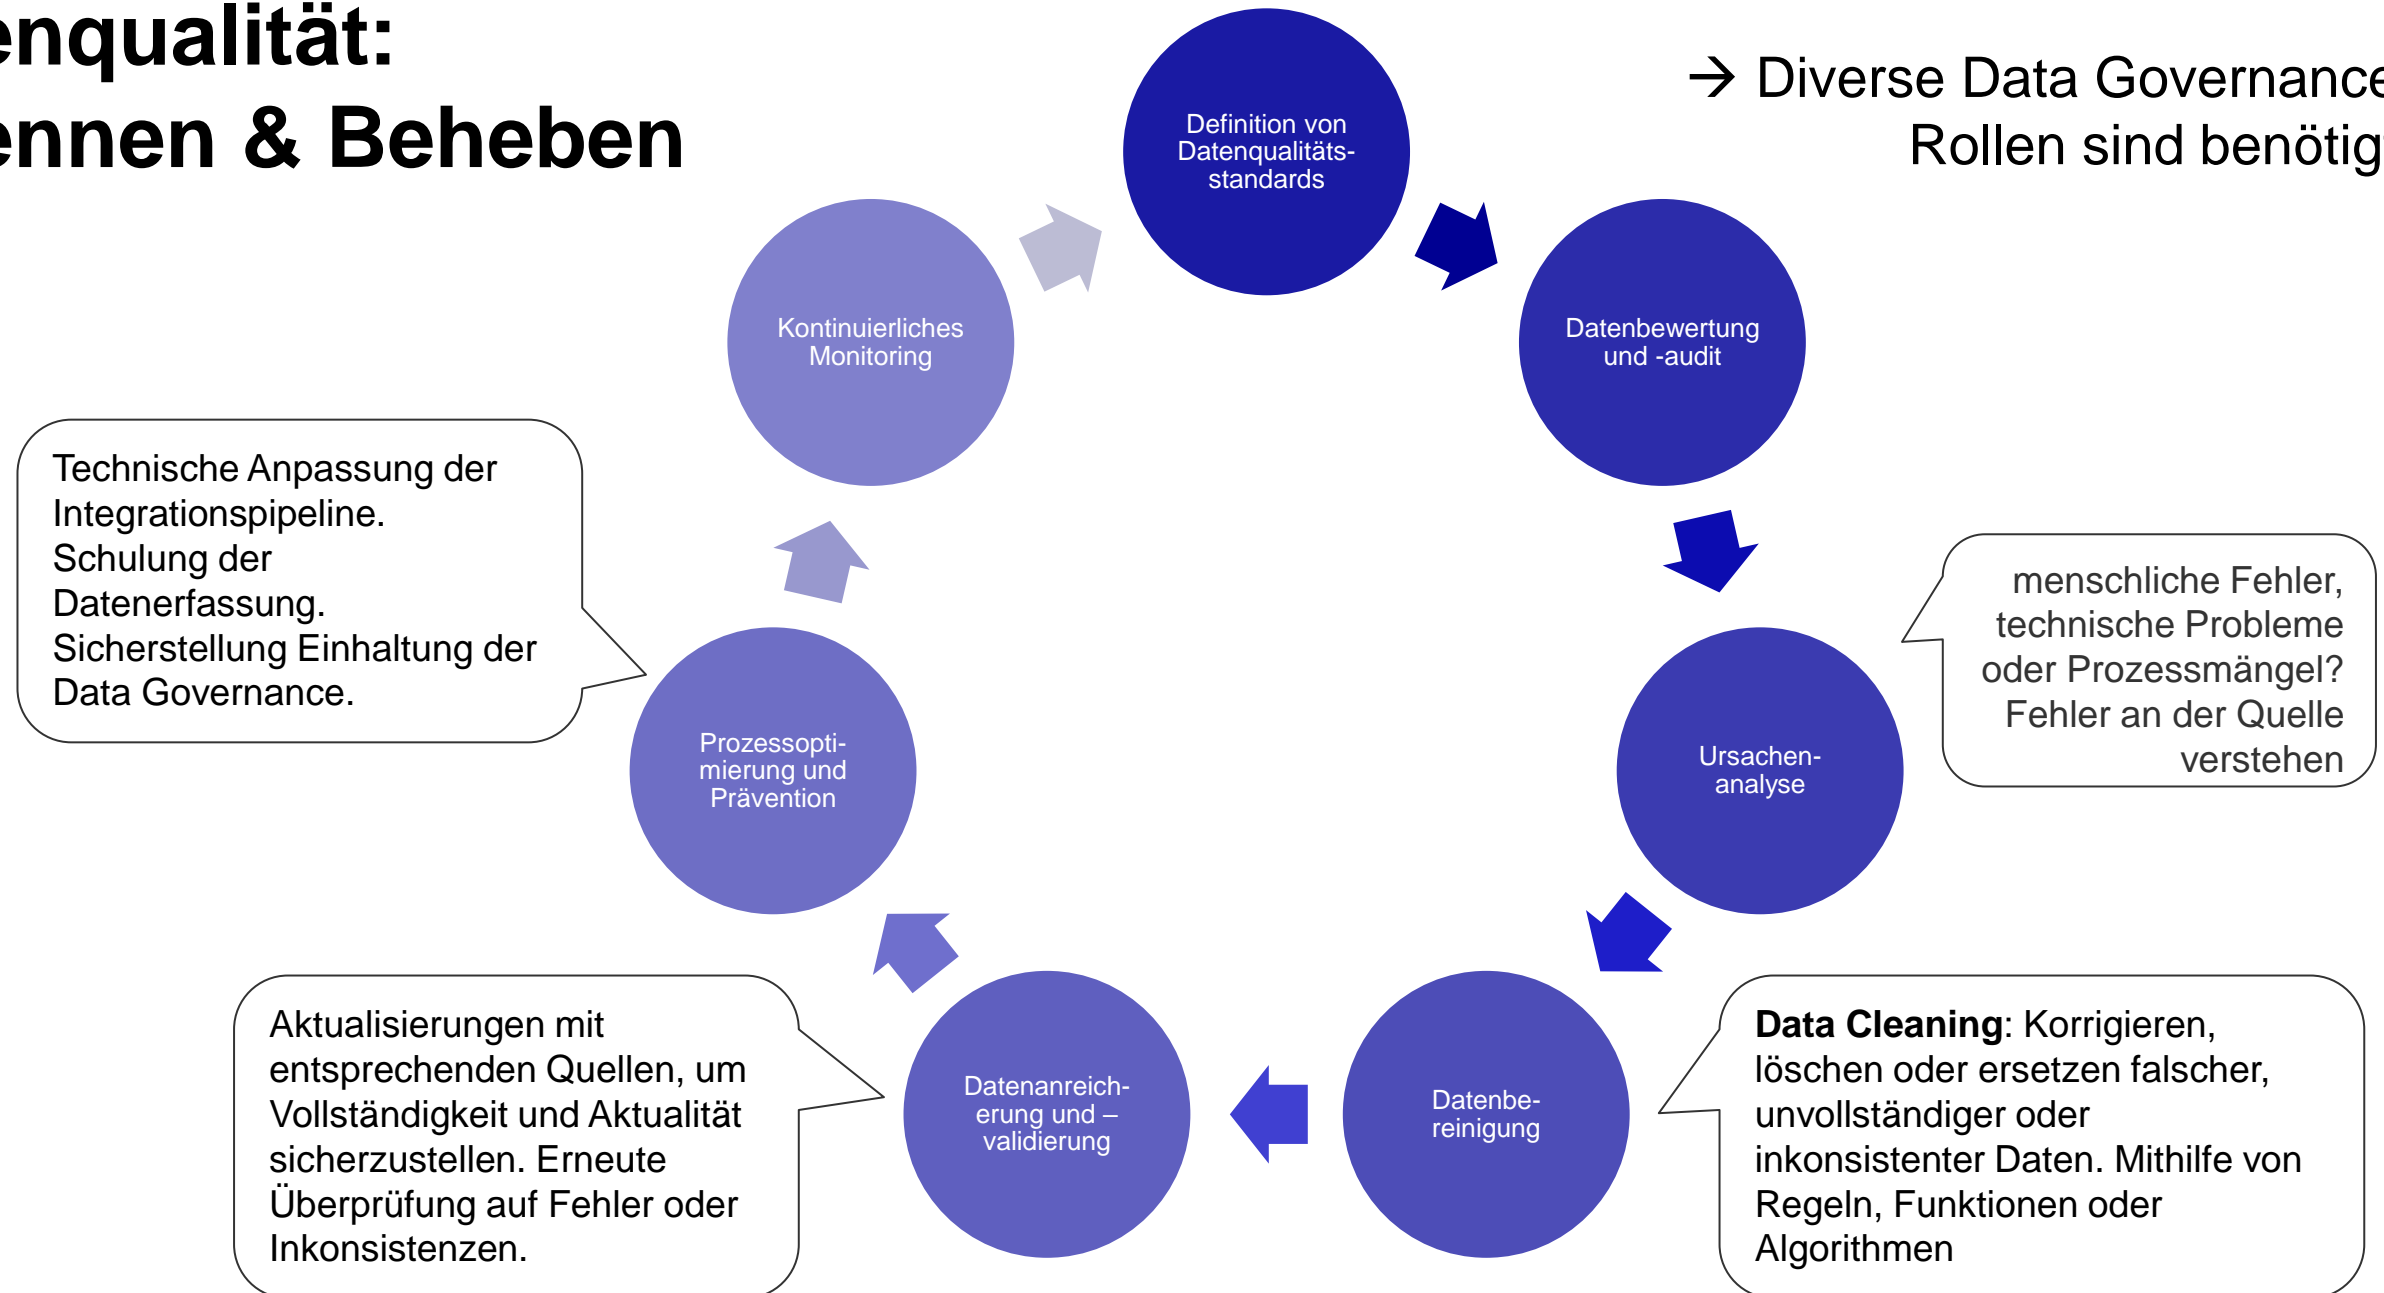 enqualität:
ennen & Beheben
→ Diverse Data Governance
Rollen sind benötigt
Definition von
Datenqualitäts-
standards
Datenbewertung
und -audit
Ursachen-
analyse
menschliche Fehler,
technische Probleme
oder Prozessmängel?
Fehler an der Quelle
verstehen
Datenbe-
reinigung
Data Cleaning: Korrigieren,
löschen oder ersetzen falscher,
unvollständiger oder
inkonsistenter Daten. Mithilfe von
Regeln, Funktionen oder
Algorithmen
Datenanreich-
erung und –
validierung
Aktualisierungen mit
entsprechenden Quellen, um
Vollständigkeit und Aktualität
sicherzustellen. Erneute
Überprüfung auf Fehler oder
Inkonsistenzen.
Prozessopti-
mierung und
Prävention
Technische Anpassung der
Integrationspipeline.
Schulung der
Datenerfassung.
Sicherstellung Einhaltung der
Data Governance.
Kontinuierliches
Monitoring